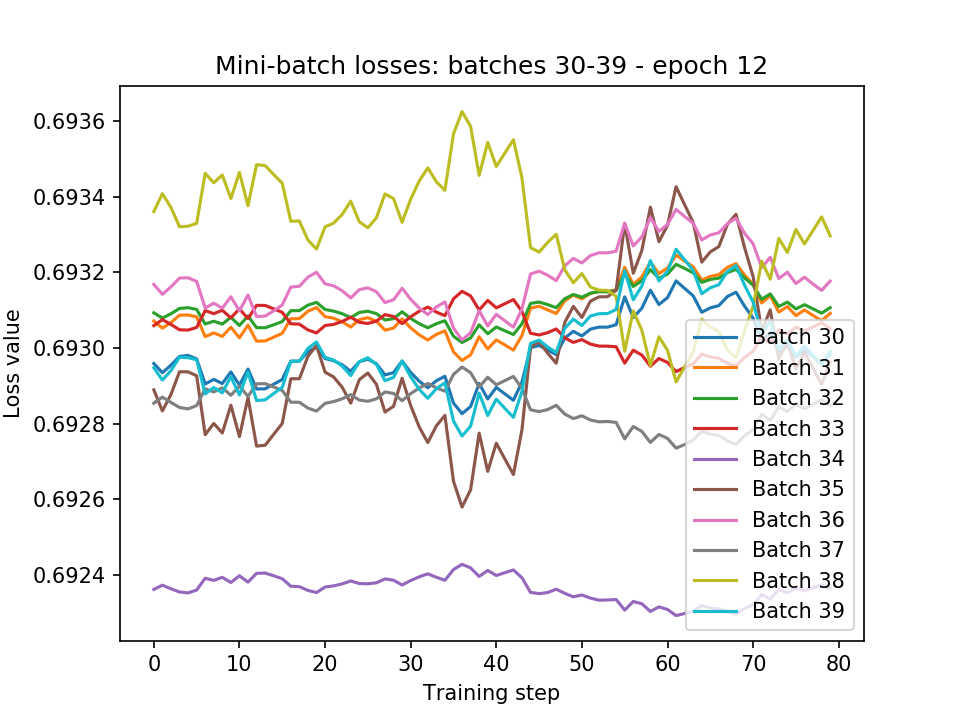 Mini-batch losses: batches 30-39 - epoch 12
Loss value
0.6936
0.6934
0.6932
0.6930
0.6928
0.6926
0.6924
Batch 30
Batch 31
Batch 32
Batch 33
Batch 34
Batch 35
Batch 36
Batch 37
Batch 38
Batch 39
0 10 20 30 40 50 60 70 80
Training step